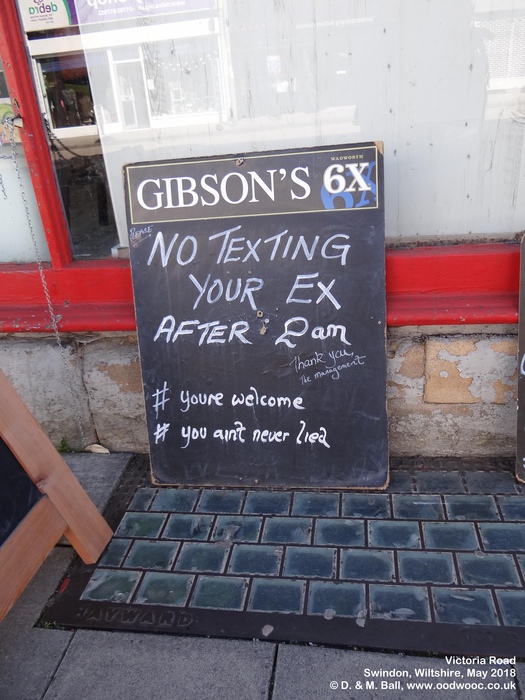 debra
WADWORTH
GIBSON'S 6X
PLEASE
NO TEXTING
YOUR EX
AFTER 2am
Thank you,
The management
# youre welcome
# you ain't never lied
HAYWARD
Victoria Road
Swindon, Wiltshire, May 2018
© D. & M. Ball, www.oodwooc.co.uk